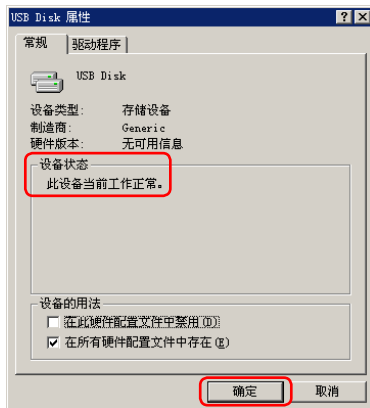 USB Disk 属性
常规 驱动程序
USB Disk
设备类型: 存储设备
制造商: Generic
硬件版本: 无可用信息
设备状态
此设备当前工作正常。
设备的用法
在此硬件配置文件中禁用(D)
在所有硬件配置文件中存在(E)
确定 取消